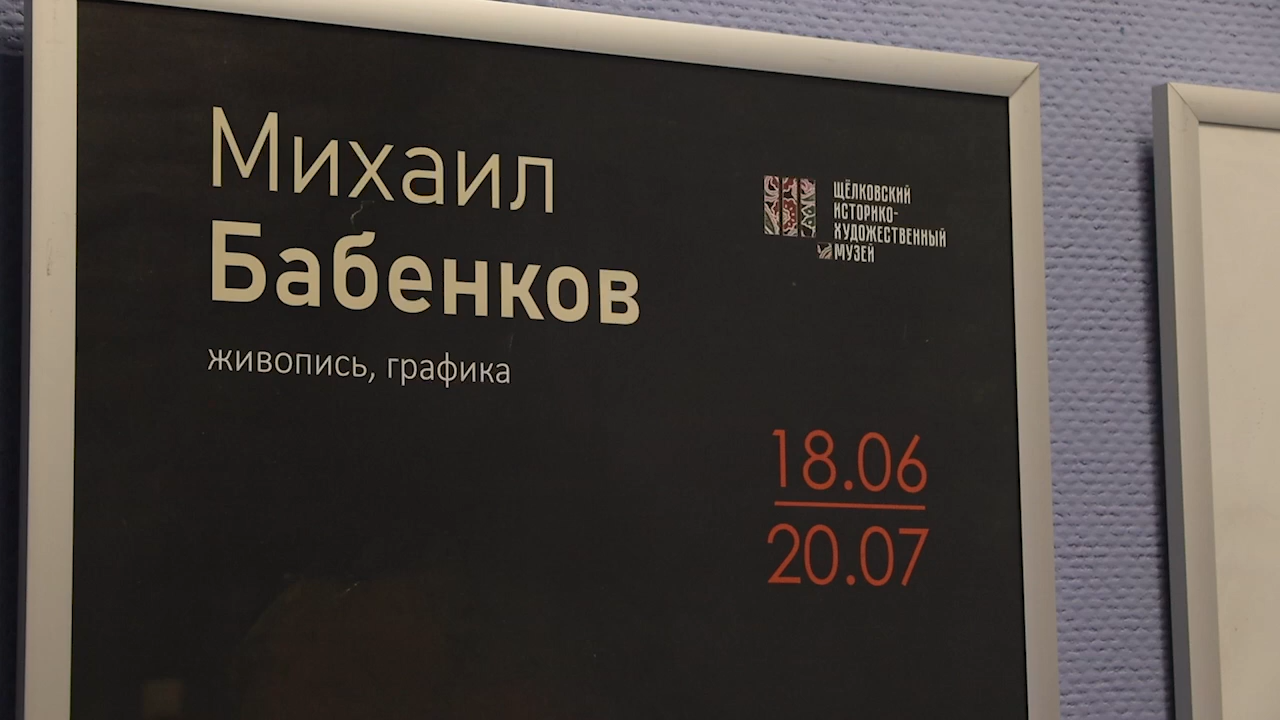 Михаил
Бабенков
живопись, графика
ЩЁЛКОВСКИЙ
ИСТОРИКО-
ХУДОЖЕСТВЕННЫЙ
МУЗЕЙ
18.06
20.07